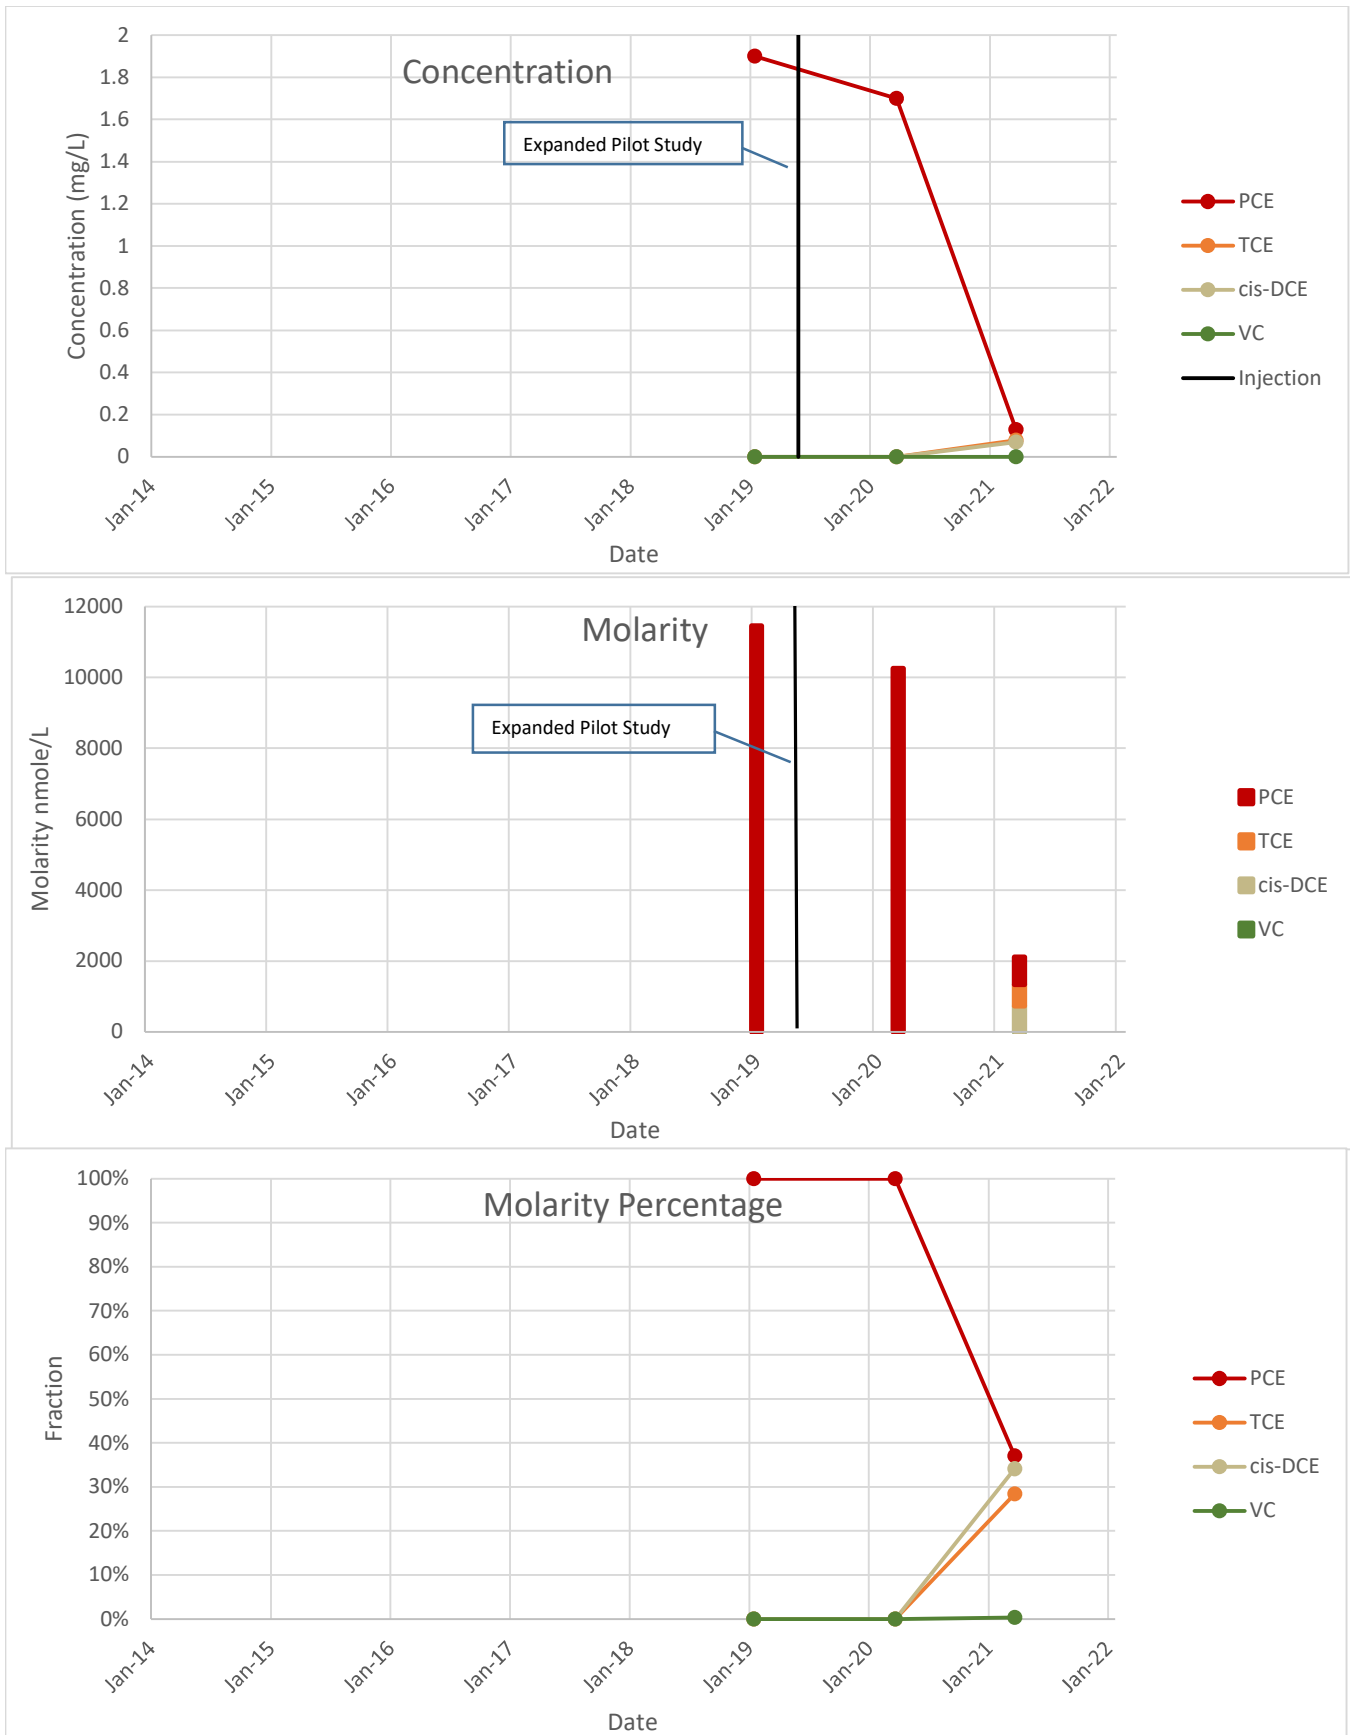 Concentration
Concentration (mg/L)
2
1.8
1.6
1.4
1.2
1
0.8
0.6
0.4
0.2
0
Expanded Pilot Study
Jan-14
Jan-15
Jan-16
Jan-17
Jan-18
Jan-19
Jan-20
Jan-21
Jan-22
Date
PCE
TCE
cis-DCE
VC
Injection
Molarity
Molarity nmole/L
12000
10000
8000
6000
4000
2000
0
Expanded Pilot Study
Jan-14
Jan-15
Jan-16
Jan-17
Jan-18
Jan-19
Jan-20
Jan-21
Jan-22
Date
PCE
TCE
cis-DCE
VC
Molarity Percentage
Fraction
100%
90%
80%
70%
60%
50%
40%
30%
20%
10%
0%
Jan-14
Jan-15
Jan-16
Jan-17
Jan-18
Jan-19
Jan-20
Jan-21
Jan-22
Date
PCE
TCE
cis-DCE
VC